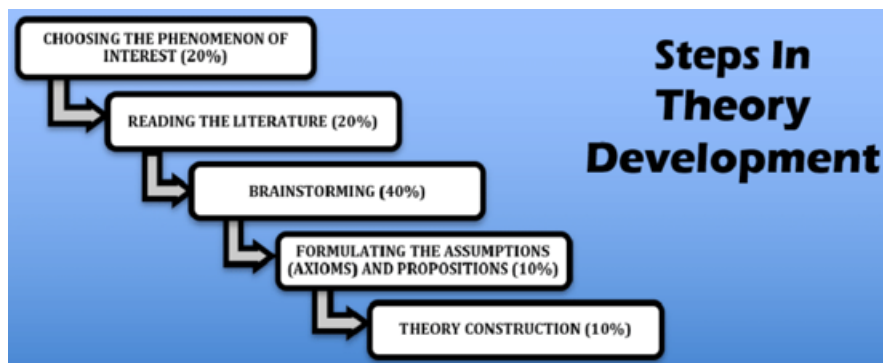 CHOOSING THE PHENOMENON OF
INTEREST (20%)
READING THE LITERATURE (20%)
BRAINSTORMING (40%)
FORMULATING THE ASSUMPTIONS
(AXIOMS) AND PROPOSITIONS (10%)
THEORY CONSTRUCTION (10%)
Steps In
Theory
Development